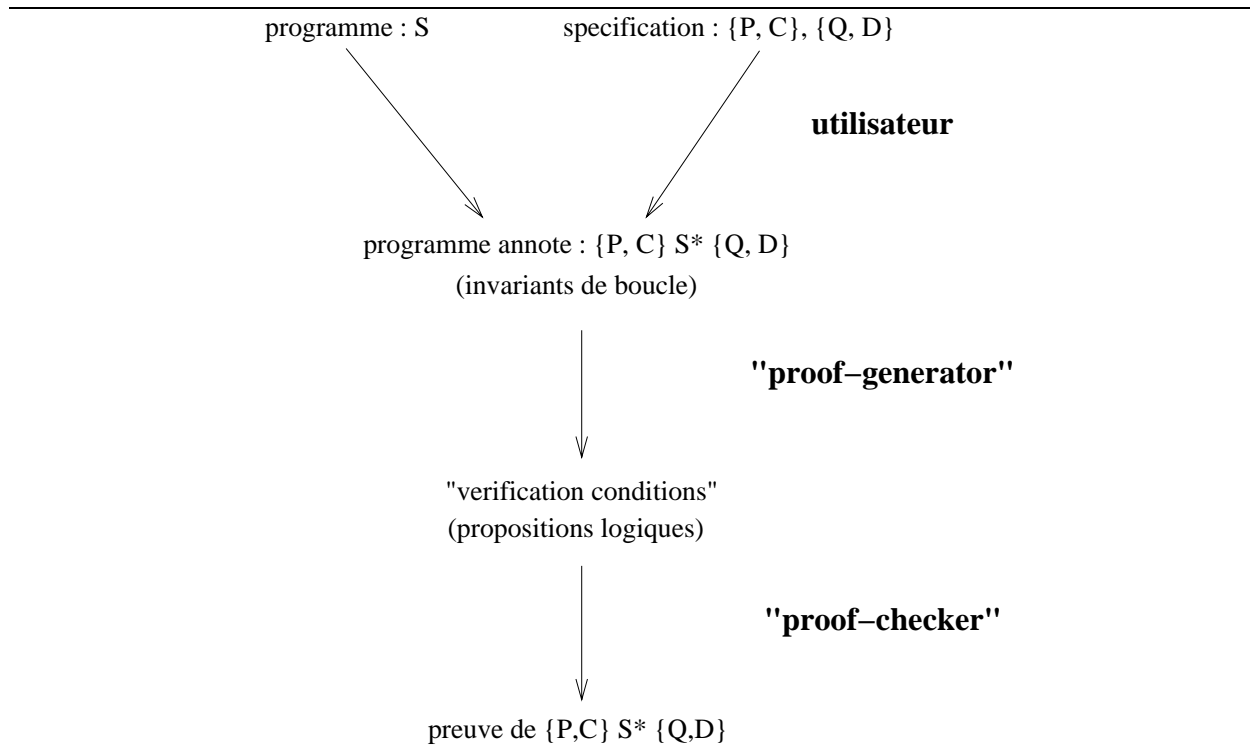 programme : S
specification : {P, C}, {Q, D}
utilisateur
programme annote : {P, C} S* {Q, D}
(invariants de boucle)
"proof−generator"
"verification conditions"
(propositions logiques)
"proof−checker"
preuve de {P,C} S* {Q,D}